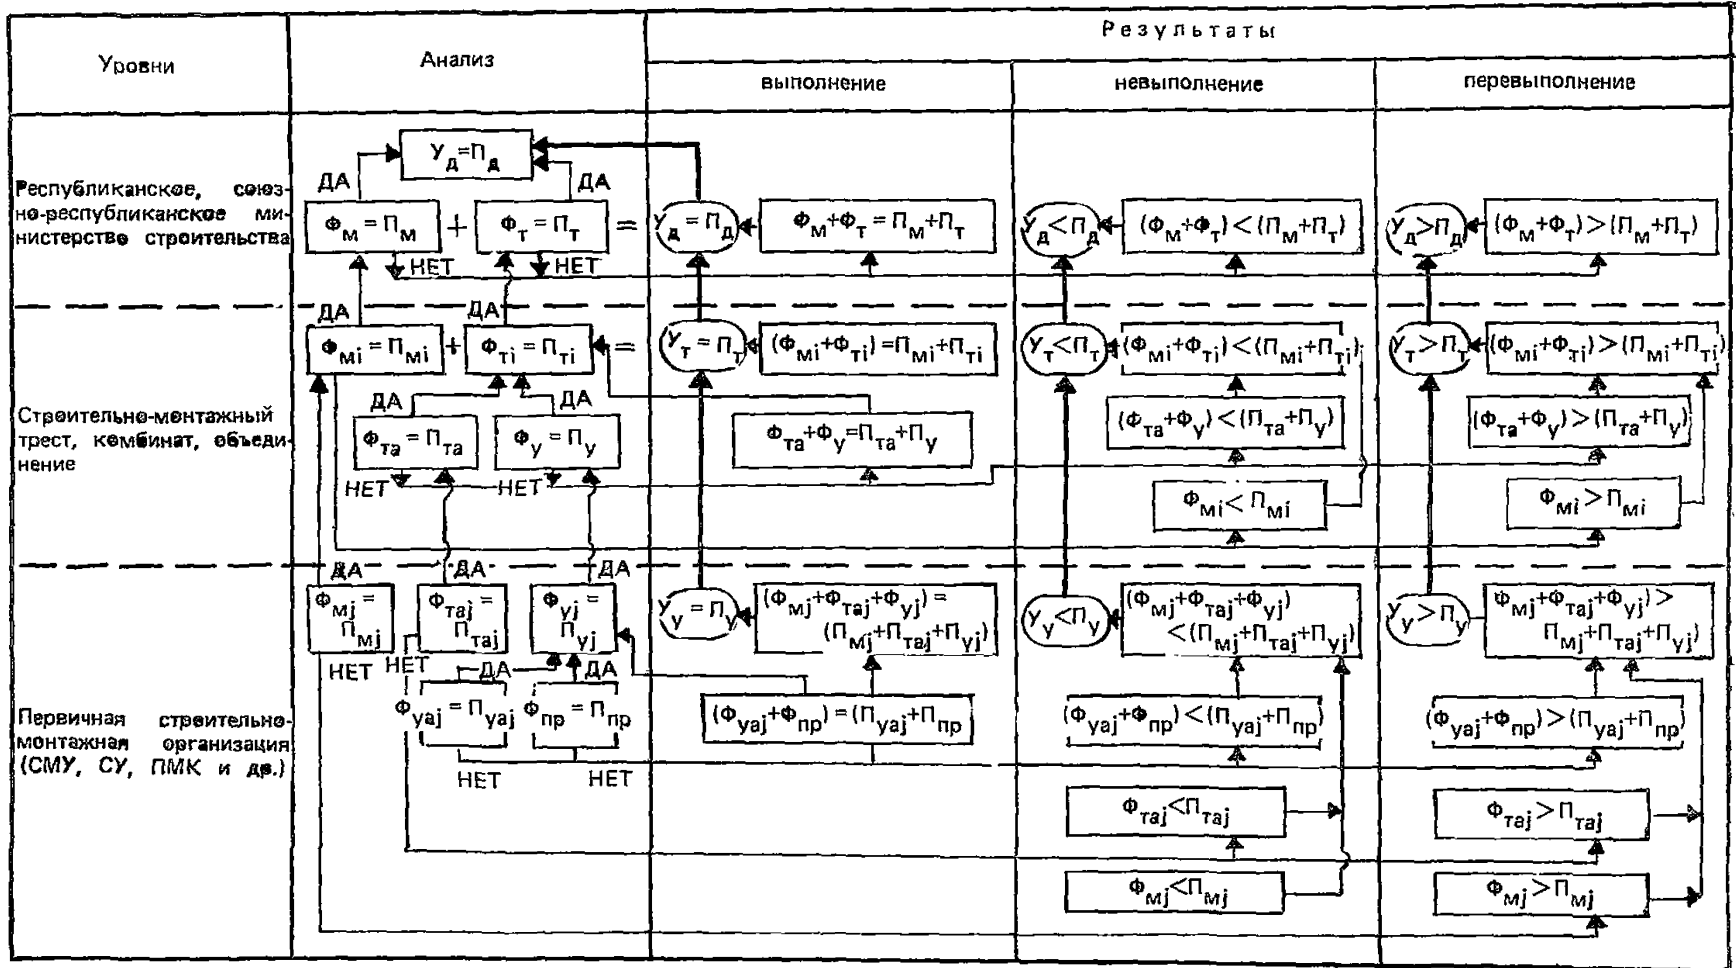 Результаты
Уровни
Анализ
выполнение
невыполнение
перевыполнение
Уд=Пд
ДА
ДА
Республиканское, союз-
но-республиканское ми-
нистерство строительства
Фм = Пм + Фт = Пт =
Уд = Пд
Фм+Фт = Пм+Пт
Уд < Пд
(Фм+Фт) < (Пм+Пт)
Уд>Пд
(Фм+Фт)>(Пм+Пт)
НЕТ
НЕТ
ДА
ДА
Фмi = Пмi + Фтi = Птi =
Ут = Пт
(Фмi+Фтi)=Пмi+Птi
Ут<Пт
(Фмi+Фтi)<(Пмi+Птi)
Ут>Пт
(Фмi+Фтi)>(Пмi+Птi)
ДА
ДА
Строительно-монтажный
трест, комбинат, объеди-
нение
Фта = Пта
Фу = Пу
Фта+Фу=Пта+Пу
(Фта+Фу)<(Пта+Пу)
(Фта+Фу)>(Пта+Пу)
НЕТ
НЕТ
Фмi < Пмi
Фмi > Пмi
ДА
ДА
ДА
Фмj =
Пмj
Фтаj =
Птаj
Фуj =
Пуj
Уу = Пу
(Фмj+Фтаj+Фуj) =
(Пмj+Птаj+Пуj)
Уу<Пу
(Фмj+Фтаj+Фуj)
<(Пмj+Птаj+Пуj)
Уу > Пу
Фмj+Фтаj+Фуj) >
Пмj+Птаj+Пуj)
НЕТ
НЕТ
ДА
ДА
Первичная строительно-
монтажная организация
(СМУ, СУ, ПМК и др.)
Фуаj = Пуаj
Фпр = Ппр
(Фуаj+Фпр)=(Пуаj+Ппр)
(Фуаj+Фпр)<(Пуаj+Ппр)
(Фуаj+Фпр)>(Пуаj+Ппр)
НЕТ
НЕТ
Фтаj<Птаj
Фтаj>Птаj
Фмj<Пмj
Фмj>Пмj